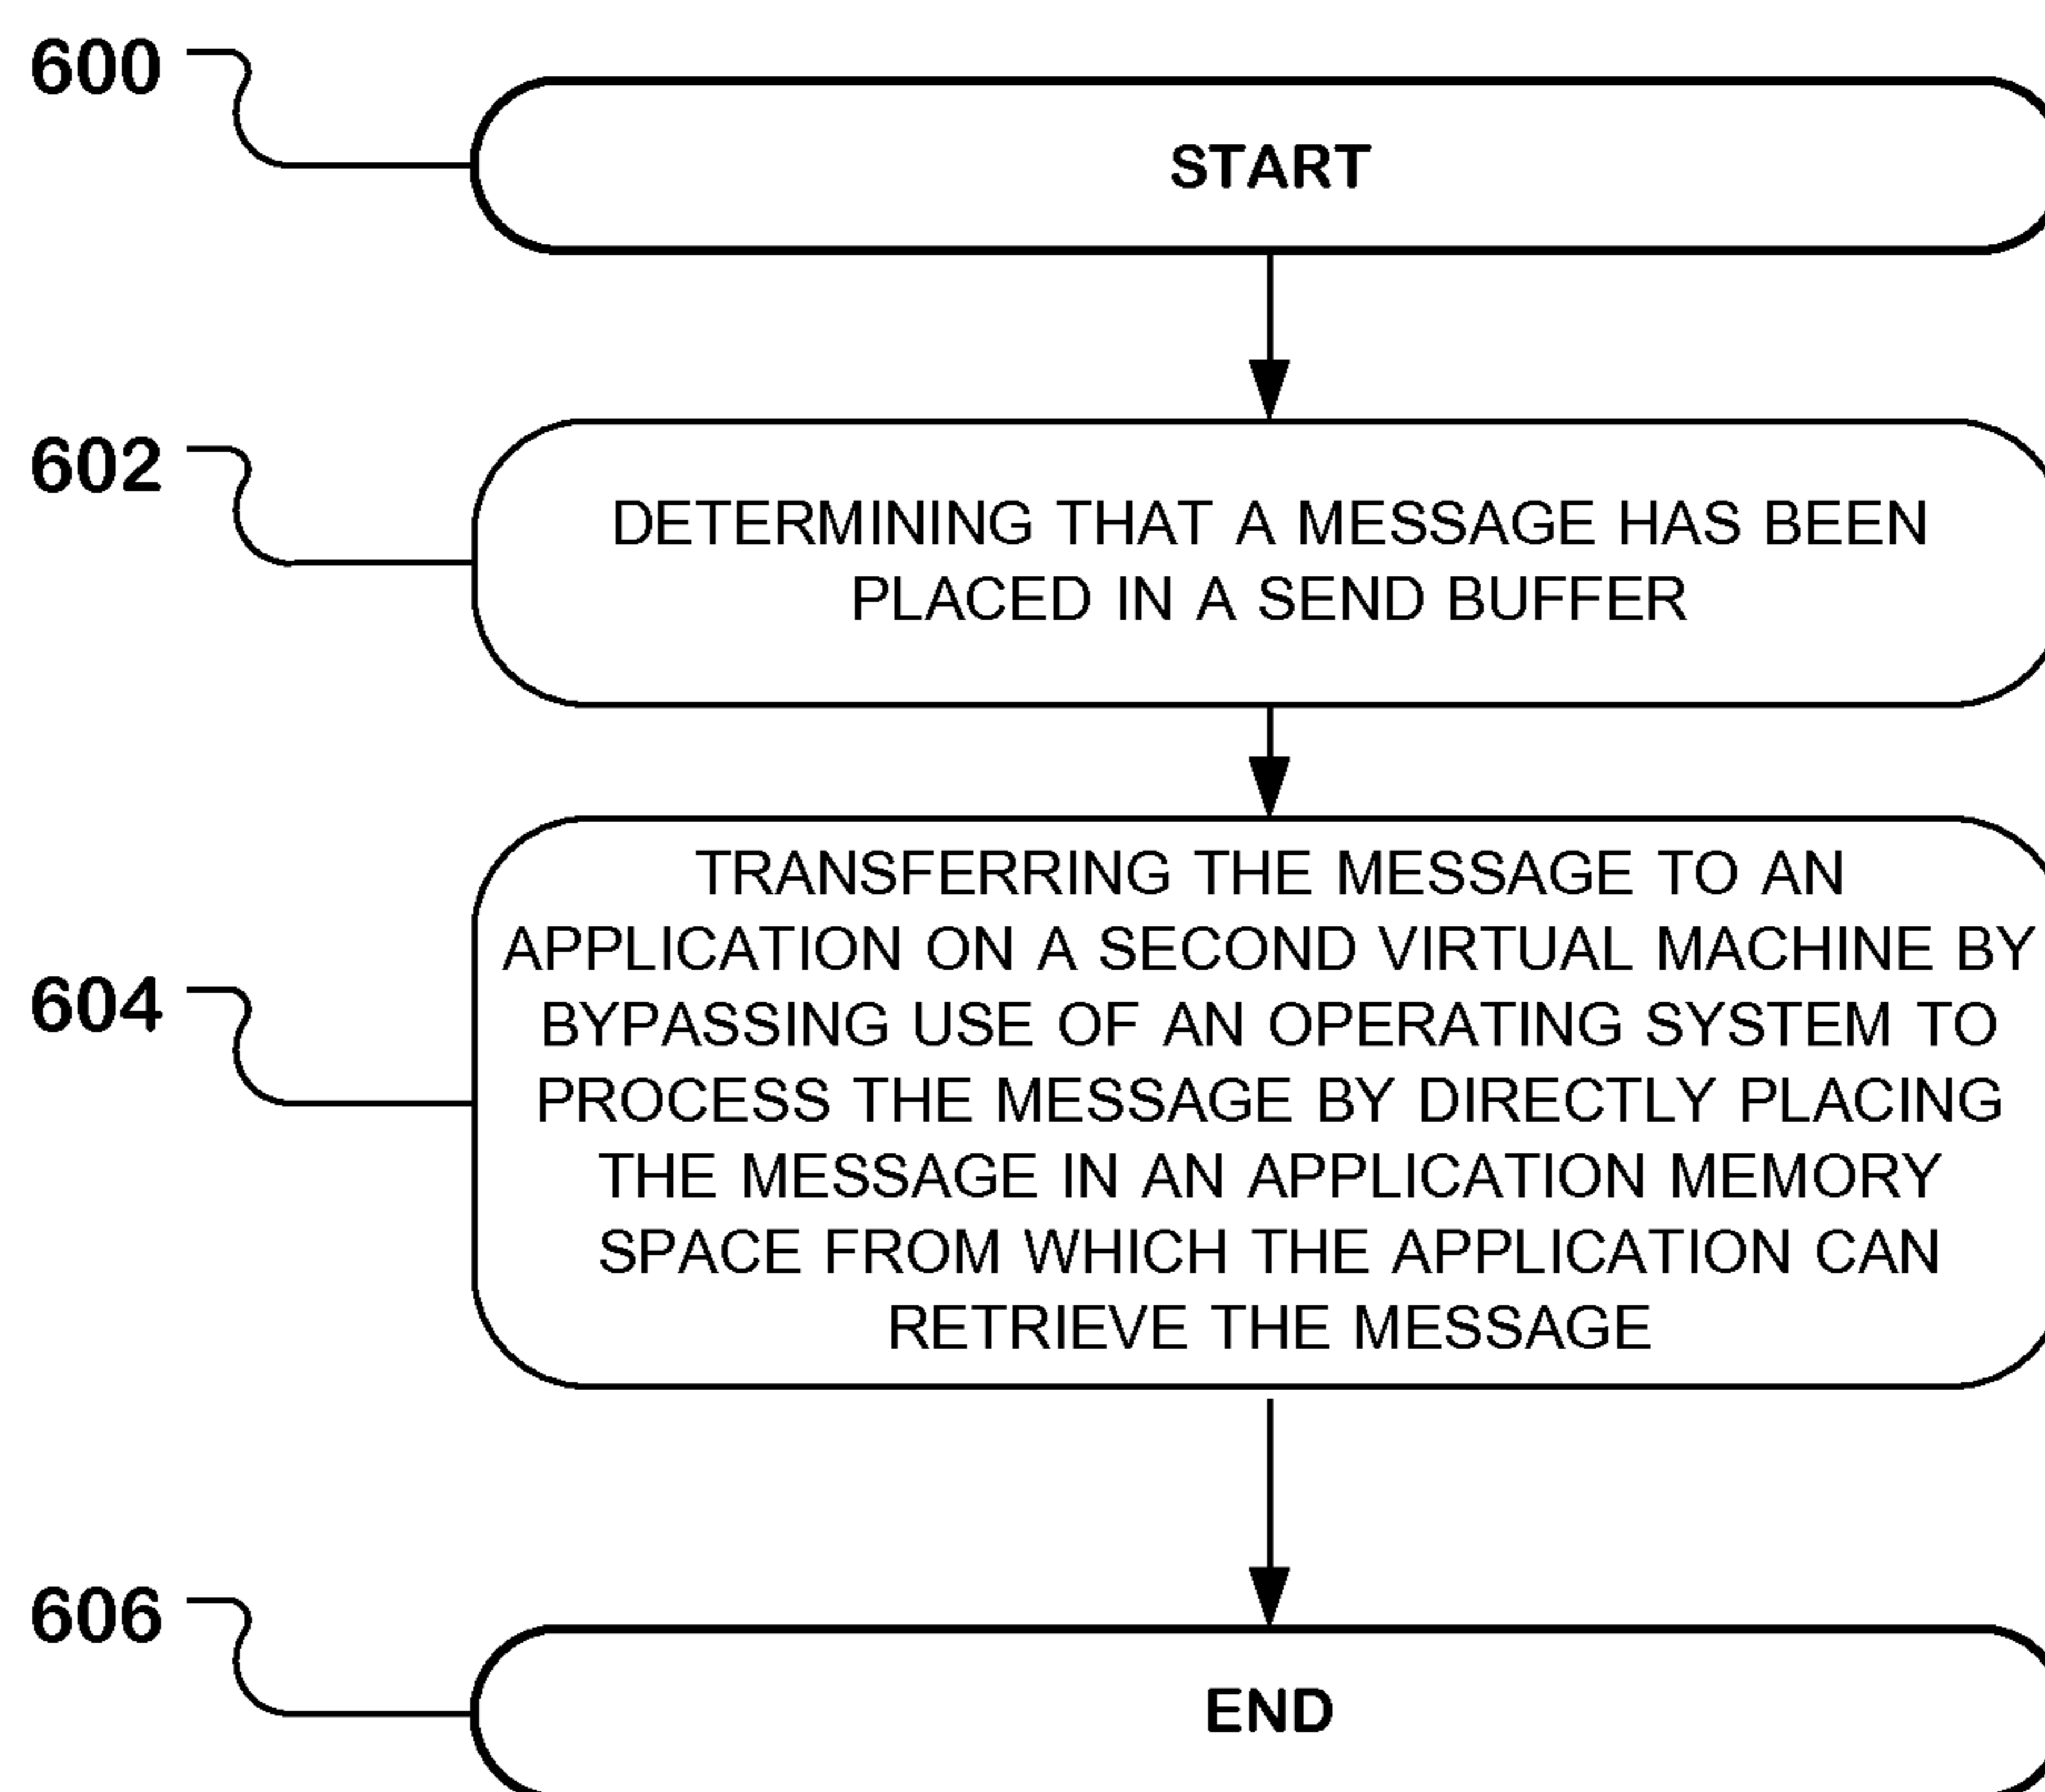 600
START
602
DETERMINING THAT A MESSAGE HAS BEEN
PLACED IN A SEND BUFFER
604
TRANSFERRING THE MESSAGE TO AN
APPLICATION ON A SECOND VIRTUAL MACHINE BY
BYPASSING USE OF AN OPERATING SYSTEM TO
PROCESS THE MESSAGE BY DIRECTLY PLACING
THE MESSAGE IN AN APPLICATION MEMORY
SPACE FROM WHICH THE APPLICATION CAN
RETRIEVE THE MESSAGE
606
END